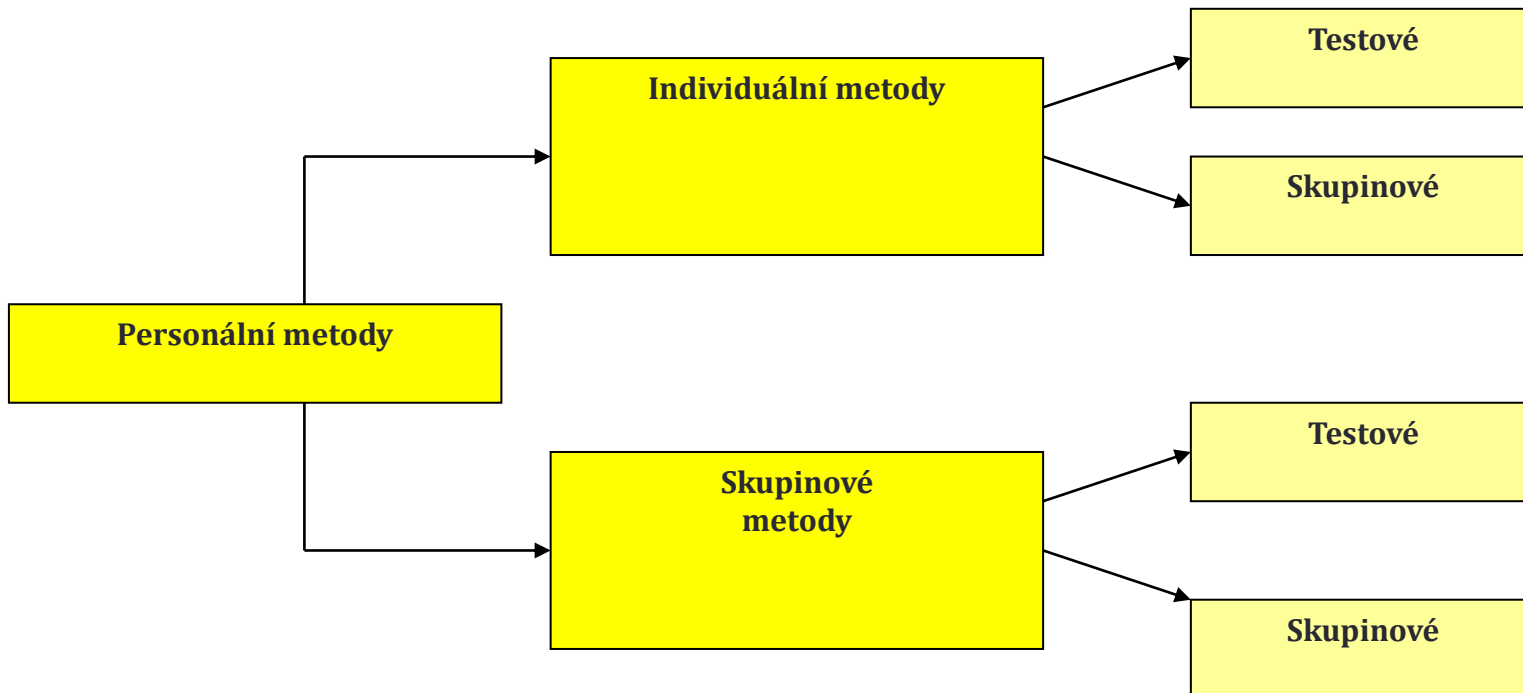 Testové
Individuální metody
Skupinové
Personální metody
Testové
Skupinové
metody
Skupinové